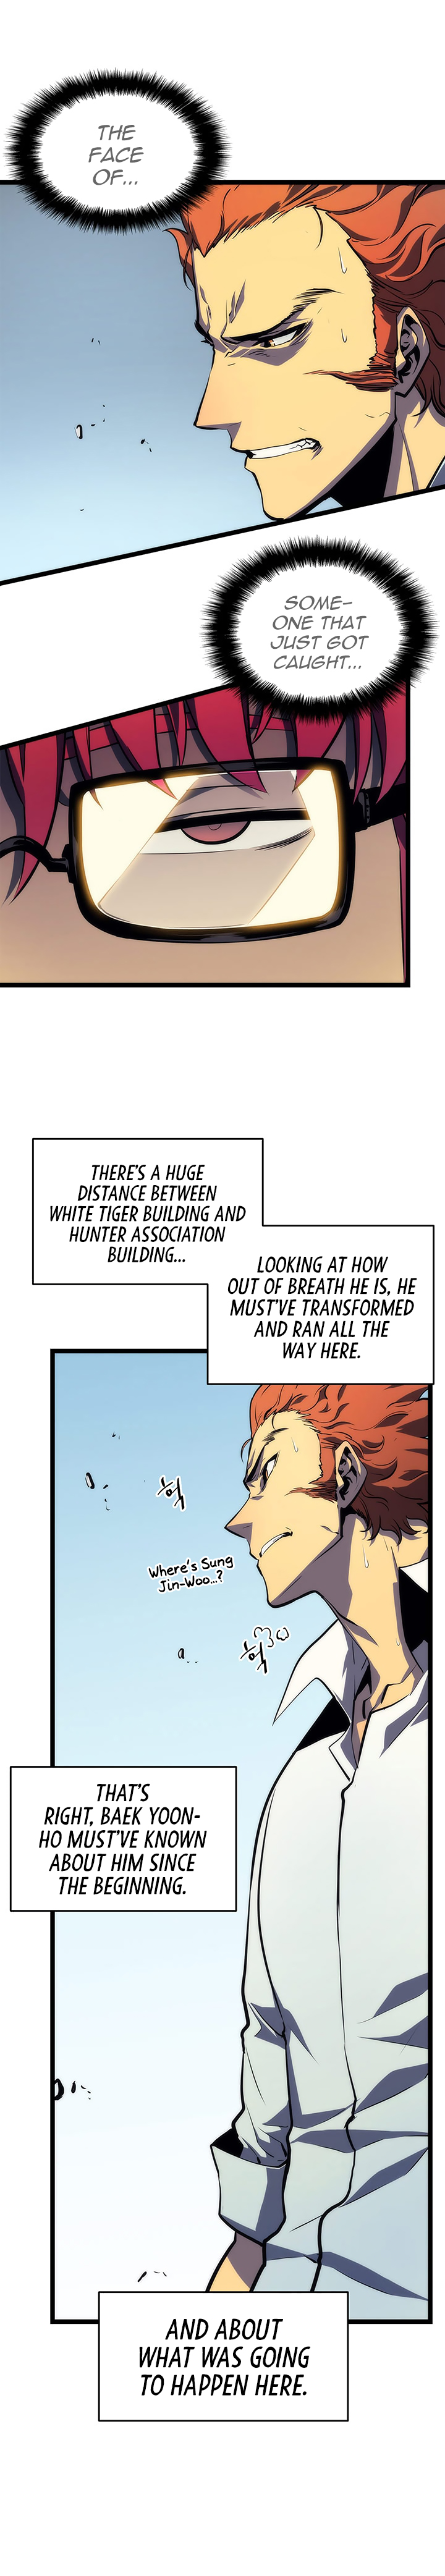 THE
FACE
OF...
SOME-
ONE THAT
JUST GOT
CAUGHT...
THERE'S A HUGE
DISTANCE BETWEEN
WHITE TIGER BUILDING AND
HUNTER ASSOCIATION
BUILDING...
LOOKING AT HOW
OUT OF BREATH HE IS, HE
MUST'VE TRANSFORMED
AND RAN ALL THE
WAY HERE.
헉
Where's Sung
Jin-Woo...?
헉
THAT'S
RIGHT, BAEK YOON-
HO MUST'VE KNOWN
ABOUT HIM SINCE
THE BEGINNING.
AND ABOUT
WHAT WAS GOING
TO HAPPEN HERE.